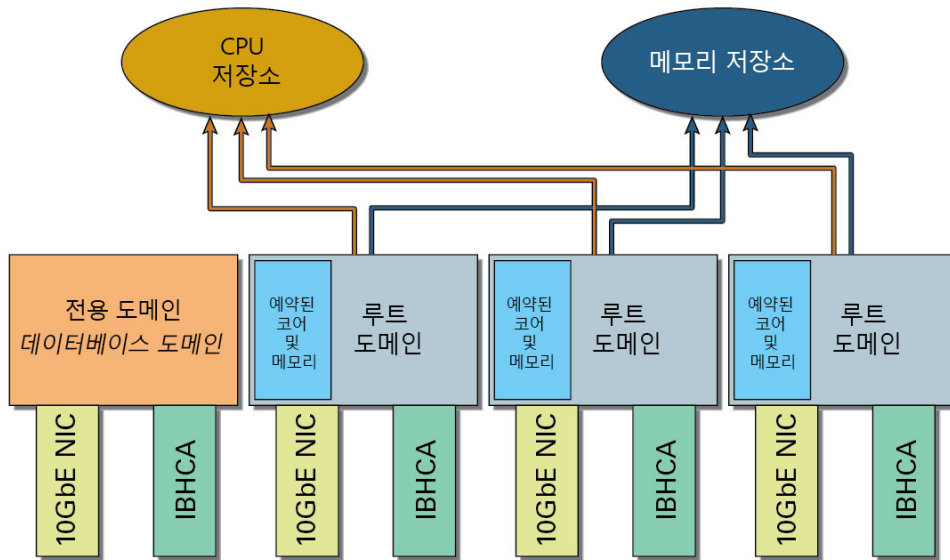 CPU
저장소
메모리 저장소
전용 도메인
데이터베이스 도메인
예약된
코어
및
메모리
루트
도메인
예약된
코어
및
메모리
루트
도메인
예약된
코어
및
메모리
루트
도메인
10GbE NIC
IBHCA
10GbE NIC
IBHCA
10GbE NIC
IBHCA
10GbE NIC
IBHCA